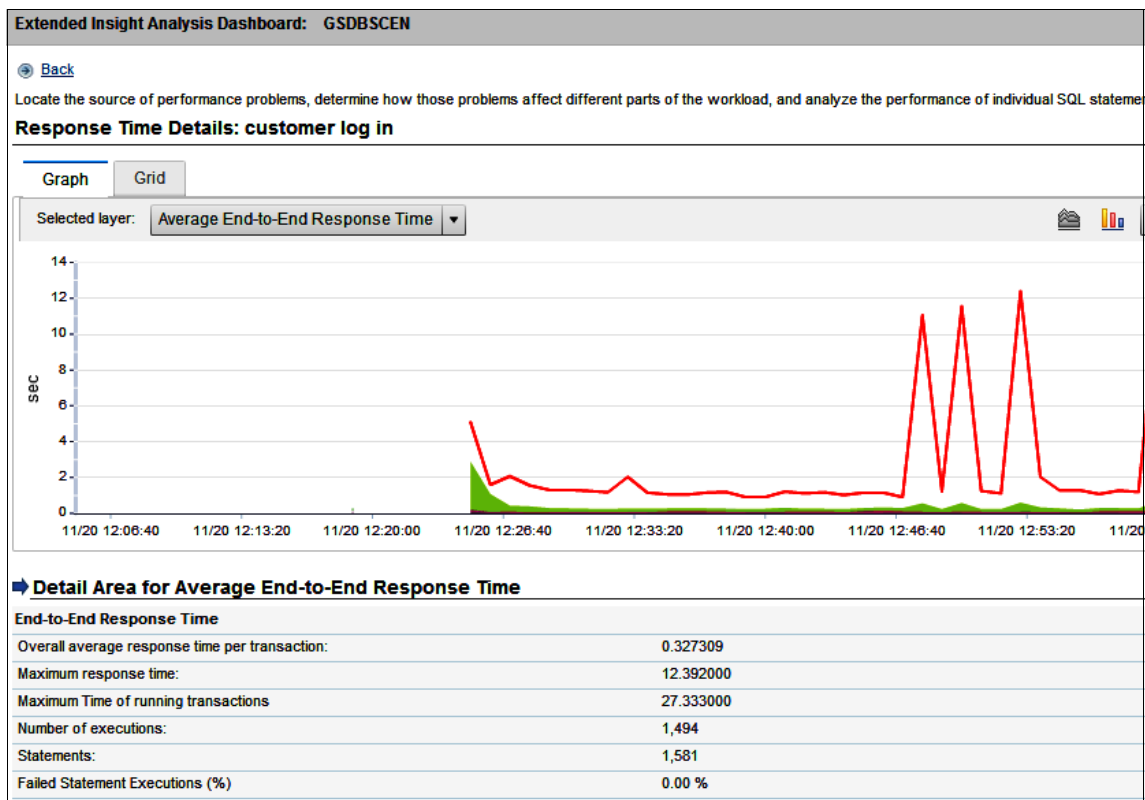 Extended Insight Analysis Dashboard: GSDBSCEN
Back
Locate the source of performance problems, determine how those problems affect different parts of the workload, and analyze the performance of individual SQL
Response Time Details: customer log in
Graph Grid
Selected layer: Average End-to-End Response Time
14
12
10
8
6
4
2
0
sec
11/20 12:06:40 11/20 12:13:20 11/20 12:20:00 11/20 12:26:40 11/20 12:33:20 11/20 12:40:00 11/20 12:46:40 11/20 12:53:20 11/20
Detail Area for Average End-to-End Response Time
End-to-End Response Time
Overall average response time per transaction: 0.327309
Maximum response time: 12.392000
Maximum Time of running transactions 27.333000
Number of executions: 1,494
Statements: 1,581
Failed Statement Executions (%) 0.00 %